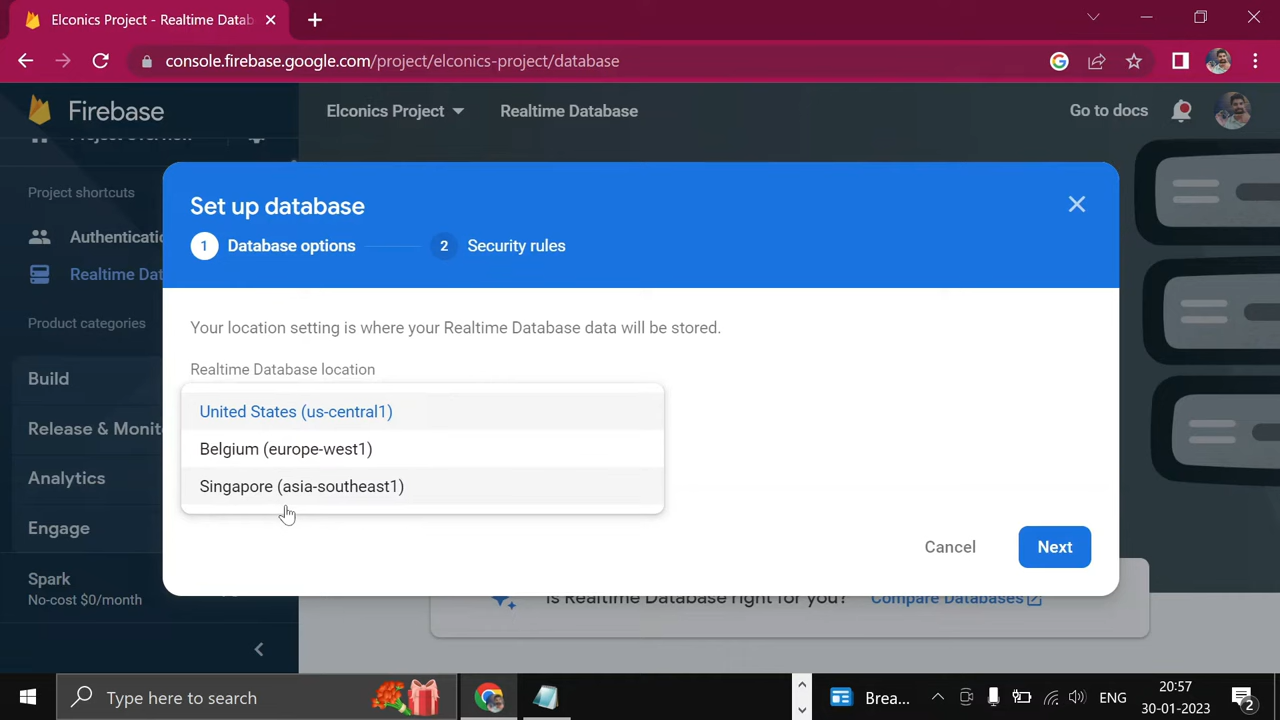 Elconics Project - Realtime Datab
console.firebase.google.com/project/elconics-project/database
Firebase
Elconics Project
Realtime Database
Go to docs
Project Overview
Project shortcuts
Authenticatio
Realtime Dat
Product categories
Build
Release & Monito
Analytics
Engage
Spark
No-cost $0/month
Set up database
1 Database options
2 Security rules
Your location setting is where your Realtime Database data will be stored.
Realtime Database location
United States (us-central1)
Belgium (europe-west1)
Singapore (asia-southeast1)
Cancel
Next
Is Realtime Database right for you? Compare Databases
Type here to search
Brea...
ENG
20:57
30-01-2023
2